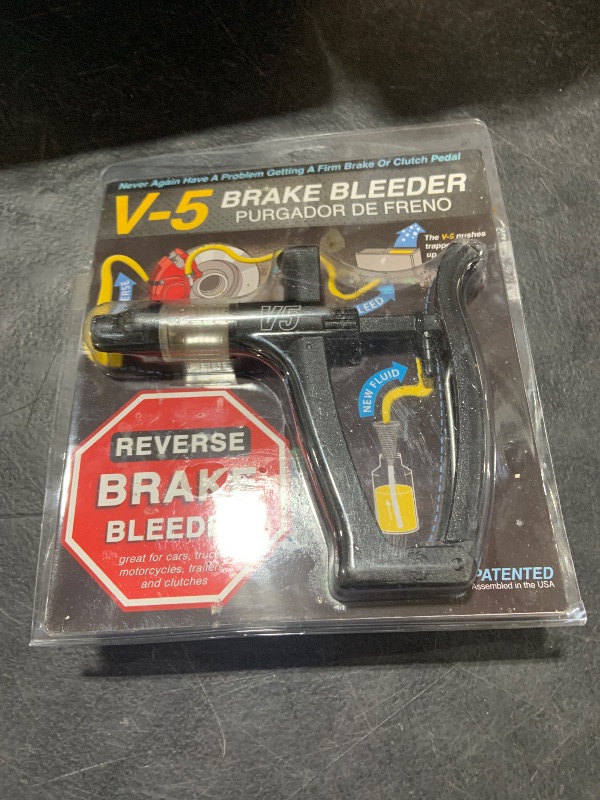 Never Again Have A Problem Getting A Firm Brake Or Clutch Pedal
V-5 BRAKE BLEEDER
PURGADOR DE FRENO
The V-5 pushes
up
V5
NEW FLUID
REVERSE
BRAKE
great for cars,
motorcycles,
and clutches
PATENTED
Assembled in the USA